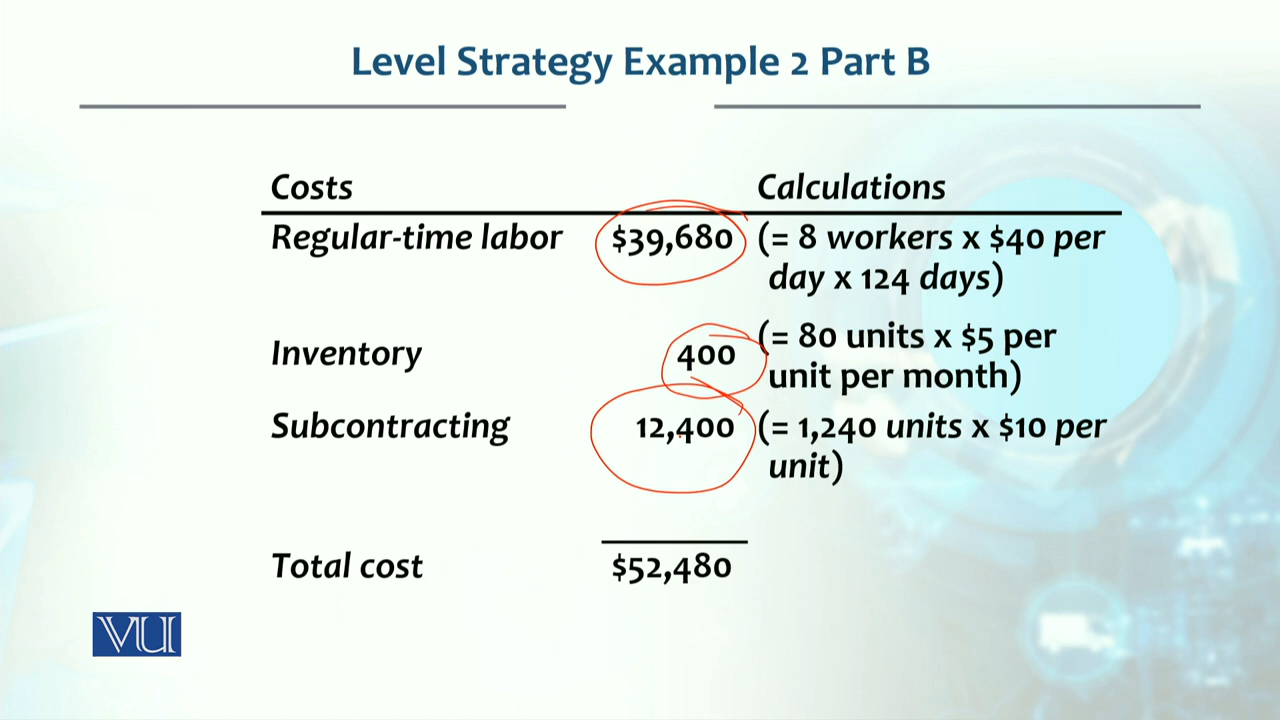 Level Strategy Example 2 Part B
Costs Calculations
Regular-time labor $39,680 (= 8 workers x $40 per
day x 124 days)
Inventory 400 (= 80 units x $5 per
unit per month)
Subcontracting 12,400 (= 1,240 units x $10 per
unit)
Total cost $52,480
VU